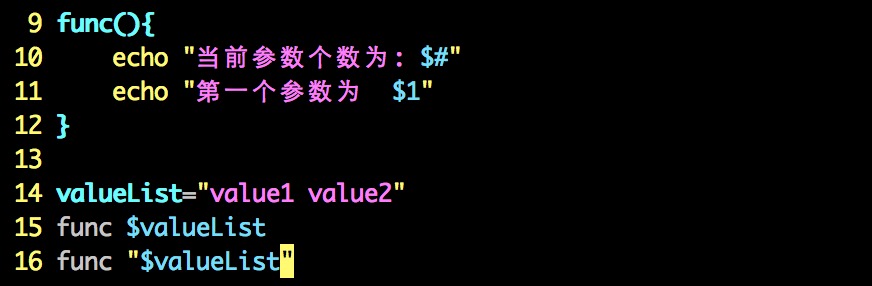 9 func(){
10     echo "当前参数个数为: $#"
11     echo "第一个参数为  $1"
12 }
13
14 valueList="value1 value2"
15 func $valueList
16 func "$valueList"